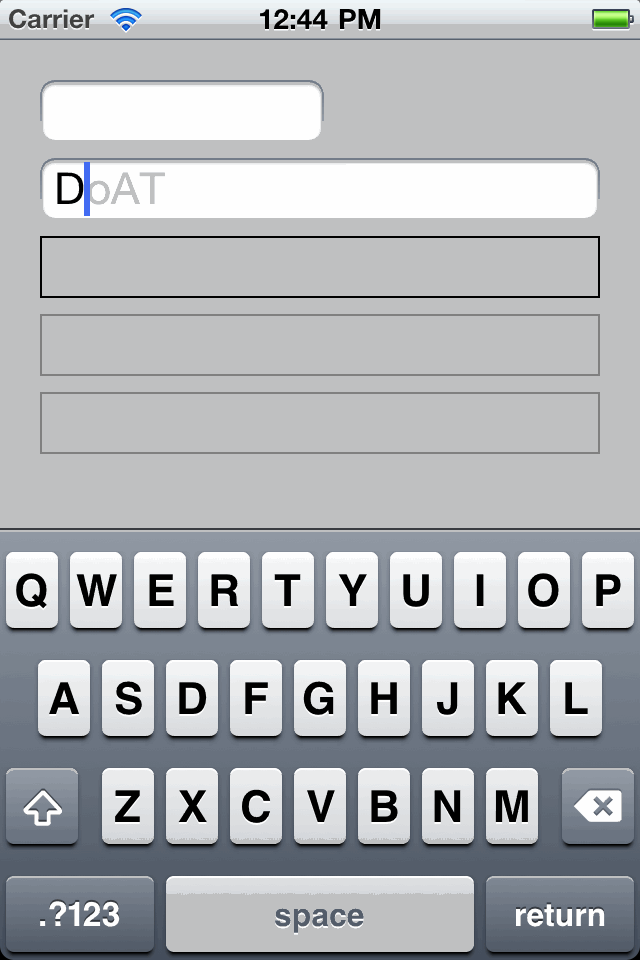 Carrier 12:44 PM
DoAT
Q W E R T Y U I O P
A S D F G H J K L
Z X C V B N M
.?123 space return